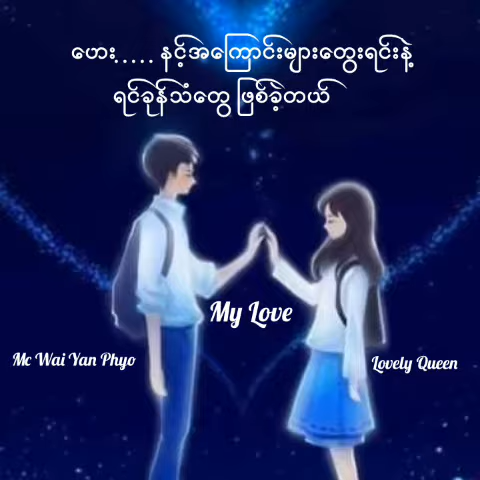 ဟေး..... နင့်အကြောင်းများတွေးရင်းနဲ့
ရင်ခုန်သံတွေ ဖြစ်ခဲ့တယ်
My Love
Mc Wai Yan Phyo
Lovely Queen